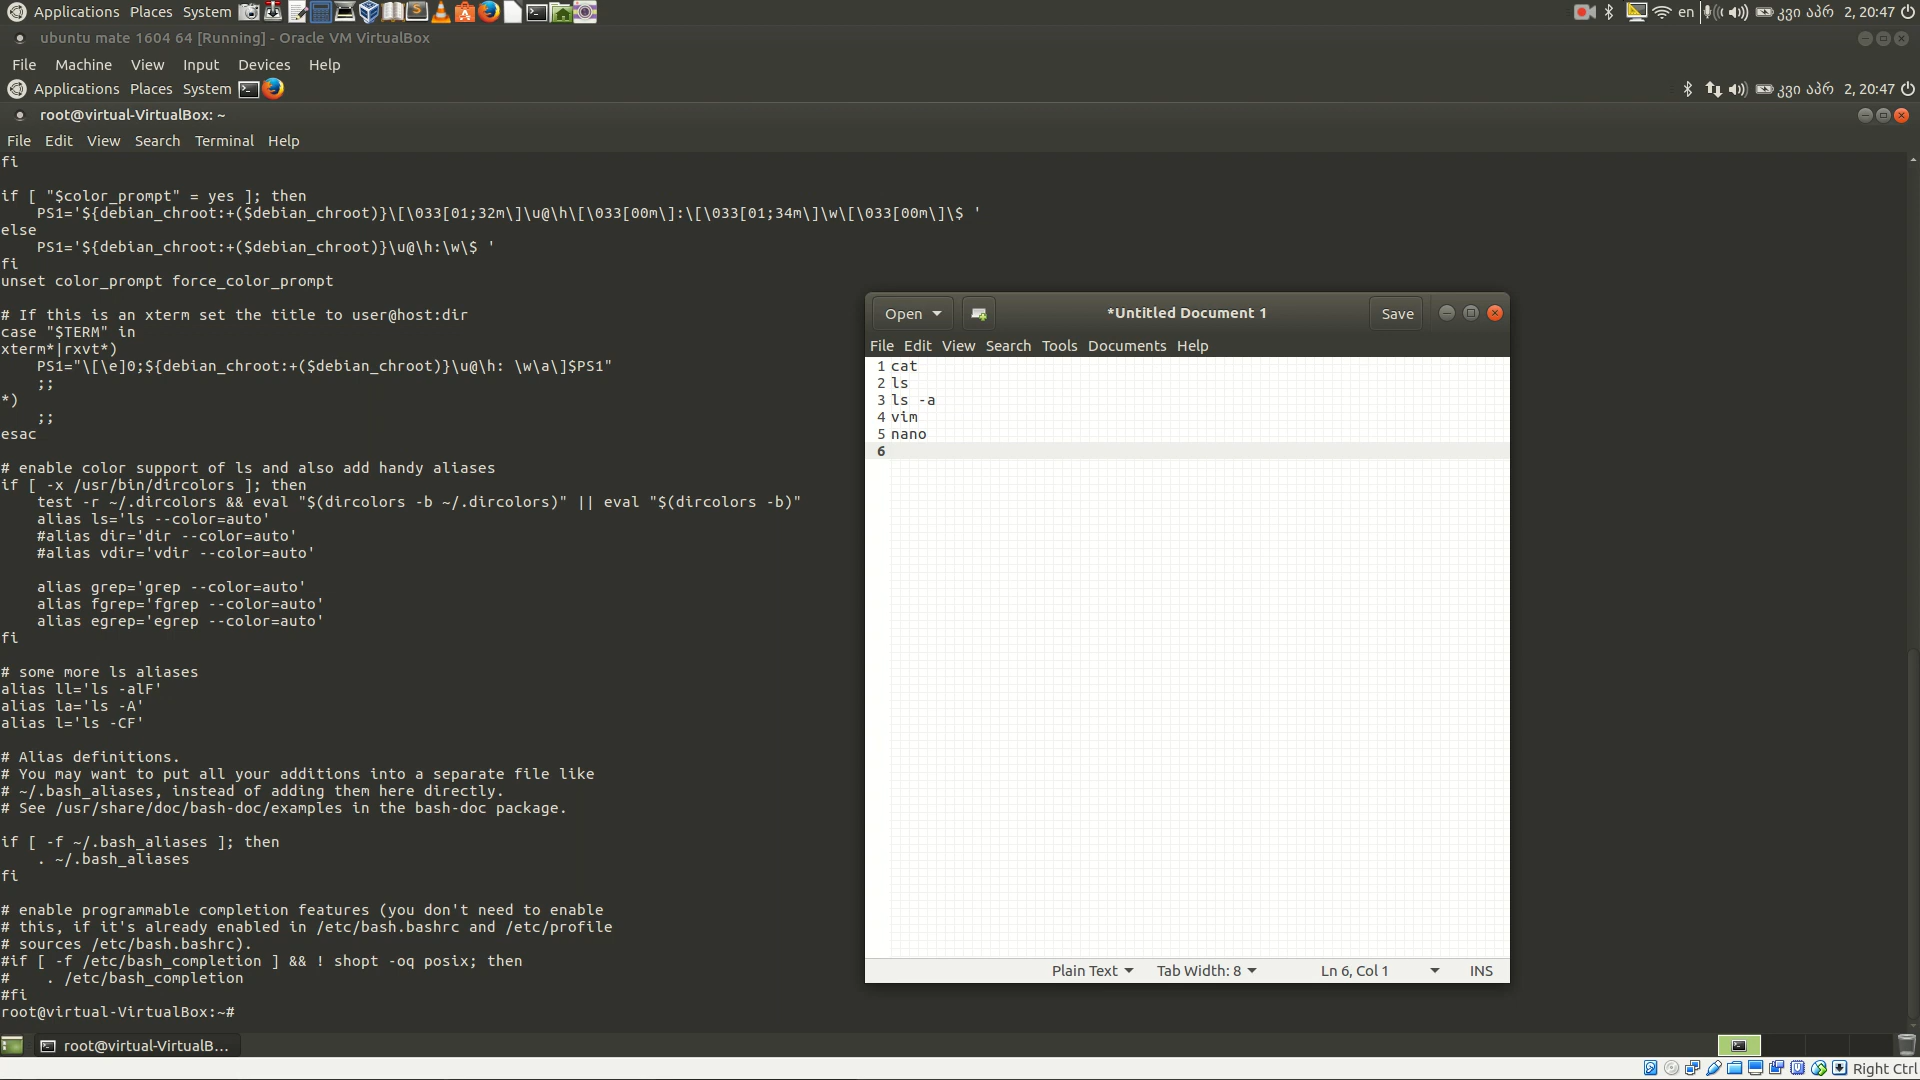 Applications Places System en კვი აპრ 2, 20:47
ubuntu mate 1604 64 [Running] - Oracle VM VirtualBox
File Machine View Input Devices Help
Applications Places System კვი აპრ 2, 20:47
root@virtual-VirtualBox: ~
File Edit View Search Terminal Help
fi
if [ "$color_prompt" = yes ]; then
    PS1='${debian_chroot:+($debian_chroot)}\[\033[01;32m\]\u@\h\[\033[00m\]:\[\033[01;34m\]\w\[\033[00m\]\$ '
else
    PS1='${debian_chroot:+($debian_chroot)}\u@\h:\w\$ '
fi
unset color_prompt force_color_prompt
# If this is an xterm set the title to user@host:dir
case "$TERM" in
xterm*|rxvt*)
    PS1="\[\e]0;${debian_chroot:+($debian_chroot)}\u@\h: \w\a\]$PS1"
    ;;
*)
    ;;
esac
# enable color support of ls and also add handy aliases
if [ -x /usr/bin/dircolors ]; then
    test -r ~/.dircolors && eval "$(dircolors -b ~/.dircolors)" || eval "$(dircolors -b)"
    alias ls='ls --color=auto'
    #alias dir='dir --color=auto'
    #alias vdir='vdir --color=auto'
    alias grep='grep --color=auto'
    alias fgrep='fgrep --color=auto'
    alias egrep='egrep --color=auto'
fi
# some more ls aliases
alias ll='ls -alF'
alias la='ls -A'
alias l='ls -CF'
# Alias definitions.
# You may want to put all your additions into a separate file like
# ~/.bash_aliases, instead of adding them here directly.
# See /usr/share/doc/bash-doc/examples in the bash-doc package.
if [ -f ~/.bash_aliases ]; then
    . ~/.bash_aliases
fi
# enable programmable completion features (you don't need to enable
# this, if it's already enabled in /etc/bash.bashrc and /etc/profile
# sources /etc/bash.bashrc).
#if [ -f /etc/bash_completion ] && ! shopt -oq posix; then
#    . /etc/bash_completion
#fi
root@virtual-VirtualBox:~#
Open *Untitled Document 1 Save
File Edit View Search Tools Documents Help
1 cat
2 ls
3 ls -a
4 vim
5 nano
6
Plain Text Tab Width: 8 Ln 6, Col 1 INS
root@virtual-VirtualB...
Right Ctrl